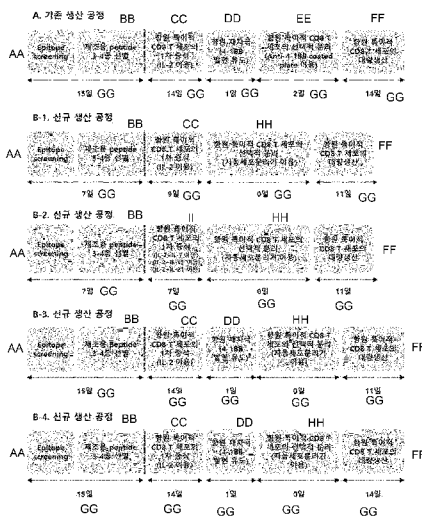 A. 기존 생산 공정
BB CC DD EE FF
AA
Epitope screening
제조용 peptide 3-4종 선별
항원 특이적 CD8 T 세포의 1차 증식 (IL-2 이용)
항원 재자극 (4-1BB 발현 유도)
항원 특이적 CD8 T 세포의 선택적 분리 (Anti-4-1BB coated plate 이용)
항원 특이적 CD8 T 세포의 대량생산
15일 GG 14일 GG 1일 GG 2일 GG 14일 GG
B-1. 신규 생산 공정
BB CC HH
AA
Epitope screening
제조용 peptide 3-4종 선별
항원 특이적 CD8 T 세포의 1차 증식 (IL-2 이용)
항원 특이적 CD8 T 세포의 선택적 분리 (자동세포분리기 이용)
항원 특이적 CD8 T 세포의 대량생산
FF
7일 GG 9일 GG 0일 GG 11일 GG
B-2. 신규 생산 공정
BB II HH
AA
Epitope screening
제조용 peptide 3-4종 선별
항원 특이적 CD8 T 세포의 1차 증식
항원 특이적 CD8 T 세포의 선택적 분리 (자동세포분리기 이용)
항원 특이적 CD8 T 세포의 대량생산
FF
7일 GG 7일 GG 0일 GG 11일 GG
B-3. 신규 생산 공정
BB CC DD HH
AA
Epitope screening
제조용 peptide 3-4종 선별
항원 특이적 CD8 T 세포의 1차 증식 (IL-2 이용)
항원 재자극 (4-1BB 발현 유도)
항원 특이적 CD8 T 세포의 선택적 분리 (자동세포분리기 이용)
항원 특이적 CD8 T 세포의 대량생산
FF
15일 GG 14일 GG 1일 GG 0일 GG 11일 GG
B-4. 신규 생산 공정
BB CC DD HH
AA
Epitope screening
제조용 peptide 3-4종 선별
항원 특이적 CD8 T 세포의 1차 증식 (IL-2 이용)
항원 재자극 (4-1BB 발현 유도)
항원 특이적 CD8 T 세포의 선택적 분리 (자동세포분리기 이용)
항원 특이적 CD8 T 세포의 대량생산
FF
15일 14일 1일 0일 14일
GG GG GG GG GG